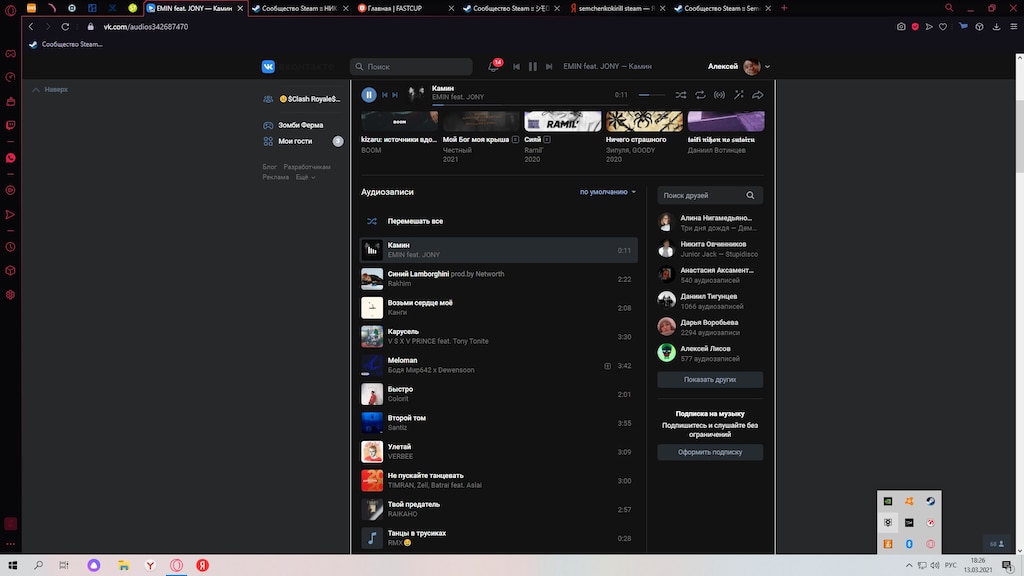 EMIN feat. JONY — Камин
Сообщество Steam :: НИК
Главная | FASTCUP
Сообщество Steam ::
semchenkokirill steam — Я
Сообщество Steam :: Sem
vk.com/audios342687470
Сообщество Steam...
Поиск
14
EMIN feat. JONY — Камин
Алексей
Наверх
$Clash Royale$...
Зомби Ферма
Мои гости
3
Блог Разработчикам
Реклама Ещё
Камин
EMIN feat. JONY
0:11
BOOM
RAMIL'
kizaru: источники вдо...
BOOM
Мой Бог моя крыша E
Честный
2021
Сияй E
Ramil'
2020
Ничего страшного
Зипуля, GOODY
2020
Даниил Вотинцев
Аудиозаписи
по умолчанию
Перемешать все
Камин
EMIN feat. JONY
0:11
Синий Lamborghini prod.by Networth
Rakhim
2:22
Возьми сердце моё
Канги
2:08
Карусель
V $ X V PRINCE feat. Tony Tonite
3:30
Meloman
Бодя Мир642 x Dewensoon
3:42
Быстро
Colorit
2:01
Второй том
Santiz
3:55
Улетай
VERBEE
3:09
Не пускайте танцевать
TIMRAN, Zell, Batrai feat. Aslai
3:00
Твой предатель
RAIKAHO
2:57
Танцы в трусиках
RMX
0:28
Поиск друзей
Алина Нигамедьяно...
Три дня дождя — Дем...
Никита Овчинников
Junior Jack — Stupidisco
Анастасия Аксамент...
540 аудиозаписей
Даниил Тигунцев
1066 аудиозаписей
Дарья Воробьева
2294 аудиозаписи
Алексей Лисов
577 аудиозаписей
Показать других
Подписка на музыку
Подпишитесь и слушайте без
ограничений
Оформить подписку
68
РУС
18:26
13.03.2021